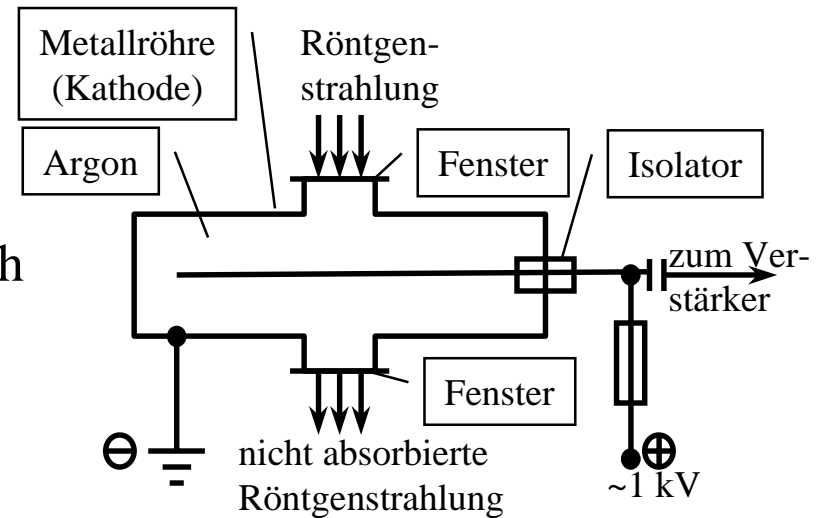 Metallröhre
(Kathode)
Röntgen-
strahlung
Argon
Fenster
Isolator
h
zum Ver-
stärker
Fenster
nicht absorbierte
Röntgenstrahlung
~1 kV